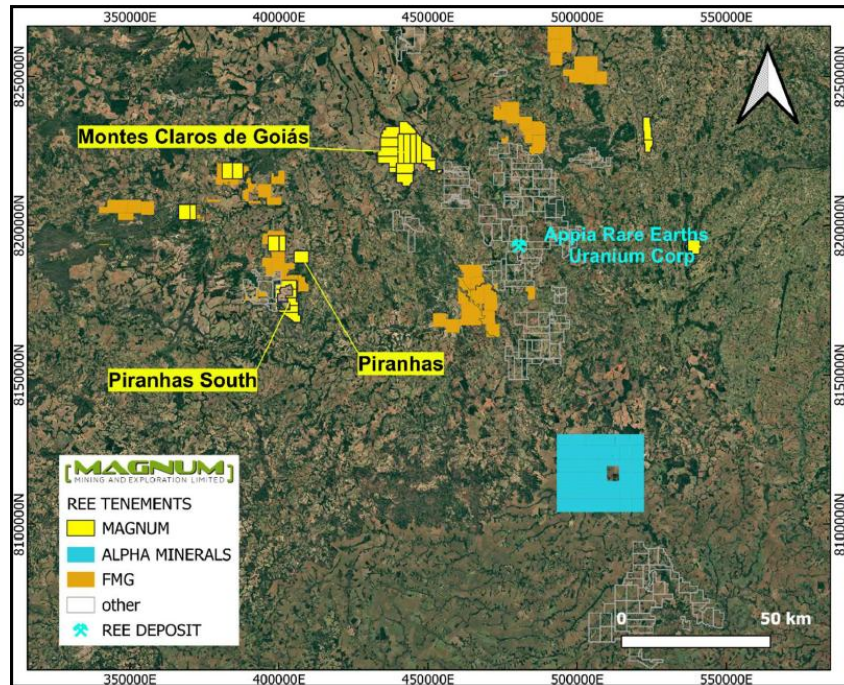 350000E 400000E 450000E 500000E 550000E
8250000N 8250000N
Montes Claros de Goiás
8200000N 8200000N
Appia Rare Earths
Uranium Corp
Piranhas
Piranhas South
8150000N 8150000N
[MAGNUM]
MINING AND EXPLORATION LIMITED
REE TENEMENTS
MAGNUM
ALPHA MINERALS
FMG
other
REE DEPOSIT
8100000N 8100000N
0 50 km
350000E 400000E 450000E 500000E 550000E